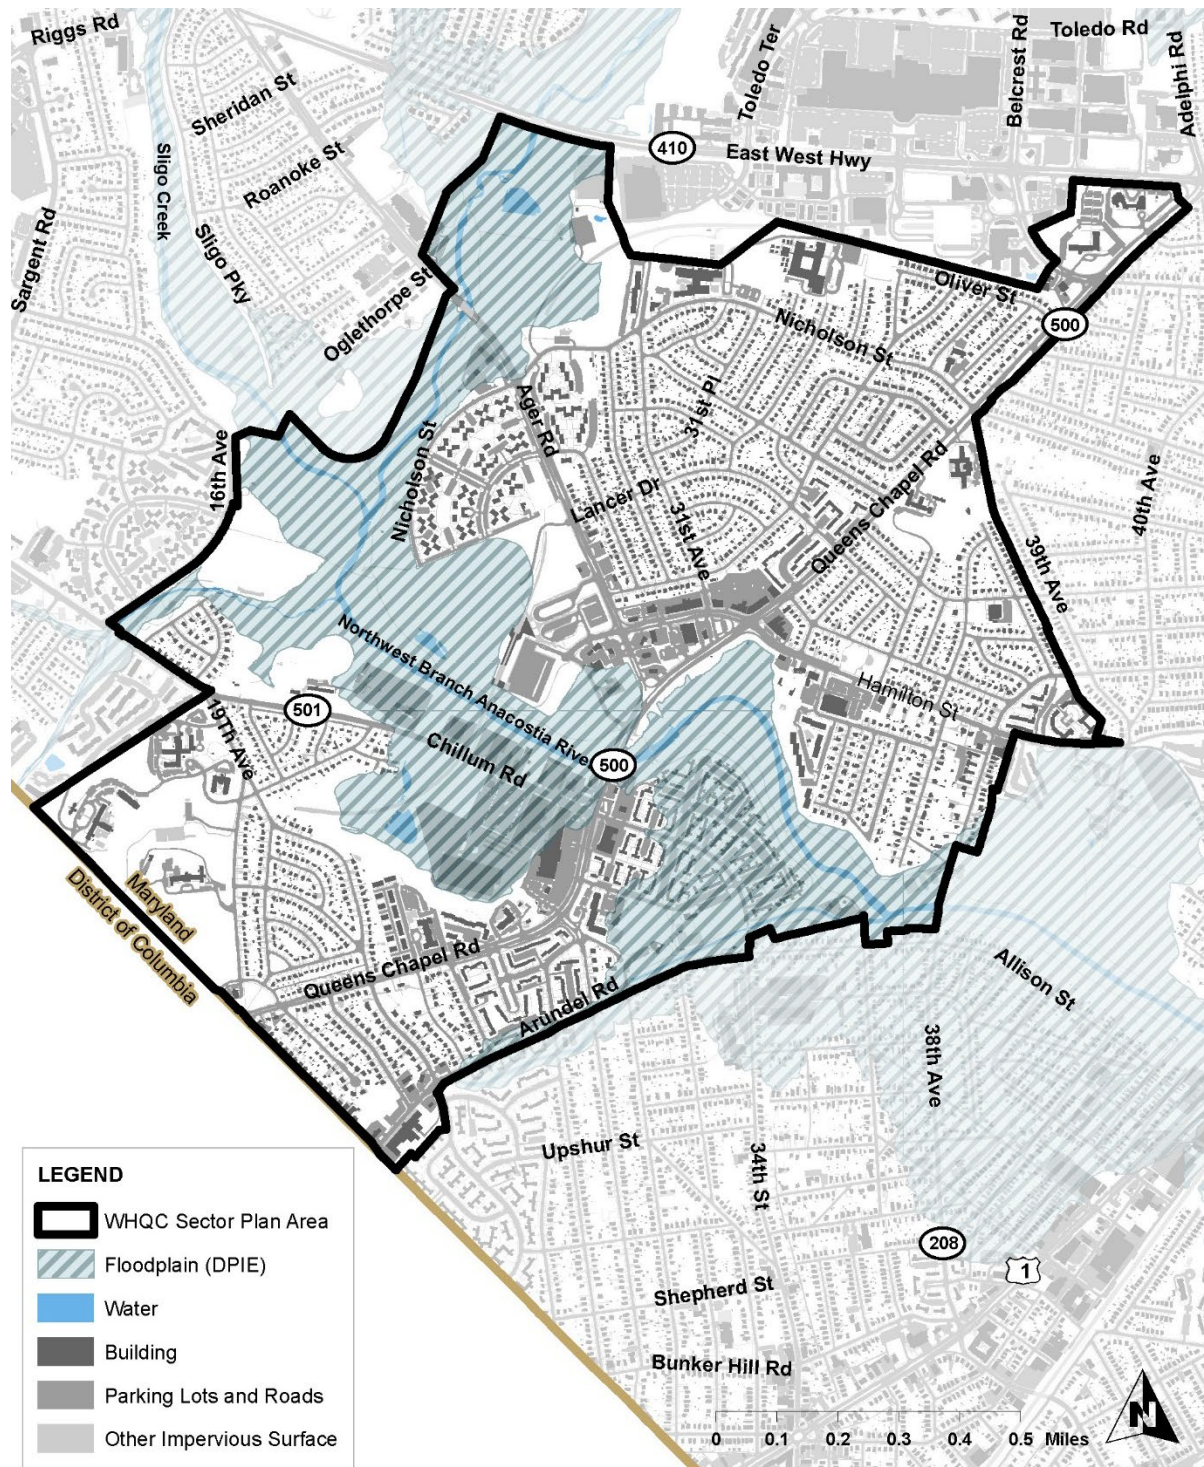 Riggs Rd
Toledo Ter
Belcrest Rd
Toledo Rd
Adelphi Rd
Sheridan St
410
East West Hwy
Roanoke St
Sligo Creek
Sargent Rd
Sligo Pky
Oglethorpe St
Oliver St
Nicholson St
500
31st Pl
Ager Rd
Nicholson St
16th Ave
Lancer Dr
31st Ave
Queens Chapel Rd
40th Ave
39th Ave
Northwest Branch Anacostia Rive
Hamilton St
501
19Th Ave
Chillum Rd
500
Maryland
District of Columbia
Queens Chapel Rd
Arundel Rd
Allison St
38th Ave
Upshur St
34th St
208
1
Shepherd St
Bunker Hill Rd
LEGEND
WHQC Sector Plan Area
Floodplain (DPIE)
Water
Building
Parking Lots and Roads
Other Impervious Surface
0 0.1 0.2 0.3 0.4 0.5 Miles
N